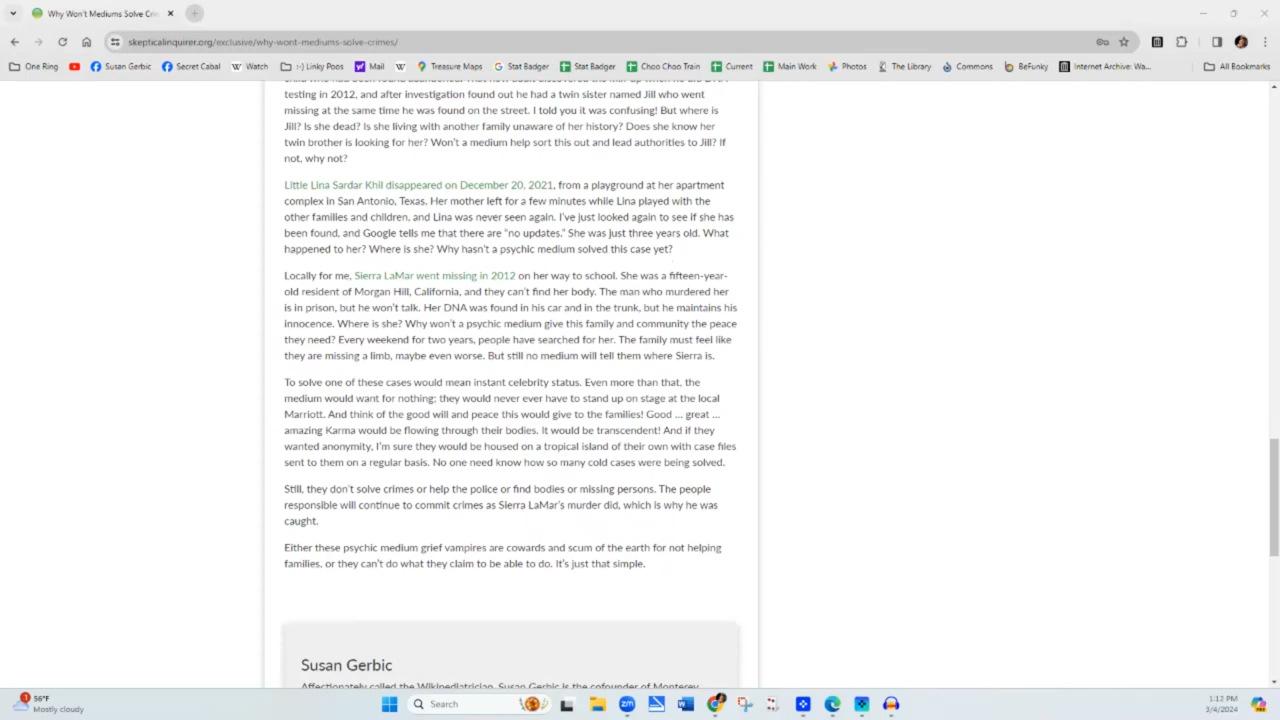 Why Won't Mediums Solve Cri
skepticalinquirer.org/exclusive/why-wont-mediums-solve-crimes/
One Ring Susan Gerbic Secret Cabal Watch :-) Linky Poos Mail Treasure Maps Stat Badger Stat Badger Choo Choo Train Current Main Work Photos The Library Commons BeFunky Internet Archive: Wa... All Bookmarks
testing in 2012, and after investigation found out he had a twin sister named Jill who went
missing at the same time he was found on the street. I told you it was confusing! But where is
Jill? Is she dead? Is she living with another family unaware of her history? Does she know her
twin brother is looking for her? Won't a medium help sort this out and lead authorities to Jill? If
not, why not?
Little Lina Sardar Khil disappeared on December 20, 2021, from a playground at her apartment
complex in San Antonio, Texas. Her mother left for a few minutes while Lina played with the
other families and children, and Lina was never seen again. I've just looked again to see if she has
been found, and Google tells me that there are "no updates." She was just three years old. What
happened to her? Where is she? Why hasn't a psychic medium solved this case yet?
Locally for me, Sierra LaMar went missing in 2012 on her way to school. She was a fifteen-year-
old resident of Morgan Hill, California, and they can't find her body. The man who murdered her
is in prison, but he won't talk. Her DNA was found in his car and in the trunk, but he maintains his
innocence. Where is she? Why won't a psychic medium give this family and community the peace
they need? Every weekend for two years, people have searched for her. The family must feel like
they are missing a limb, maybe even worse. But still no medium will tell them where Sierra is.
To solve one of these cases would mean instant celebrity status. Even more than that, the
medium would want for nothing; they would never ever have to stand up on stage at the local
Marriott. And think of the good will and peace this would give to the families! Good ... great ...
amazing Karma would be flowing through their bodies. It would be transcendent! And if they
wanted anonymity, I'm sure they would be housed on a tropical island of their own with case files
sent to them on a regular basis. No one need know how so many cold cases were being solved.
Still, they don't solve crimes or help the police or find bodies or missing persons. The people
responsible will continue to commit crimes as Sierra LaMar's murder did, which is why he was
caught.
Either these psychic medium grief vampires are cowards and scum of the earth for not helping
families, or they can't do what they claim to be able to do. It's just that simple.
Susan Gerbic
Affectionately called the Wikipediatrician, Susan Gerbic is the cofounder of Monterey
1
56°F
Mostly cloudy
Search
zm
1:12 PM
3/4/2024